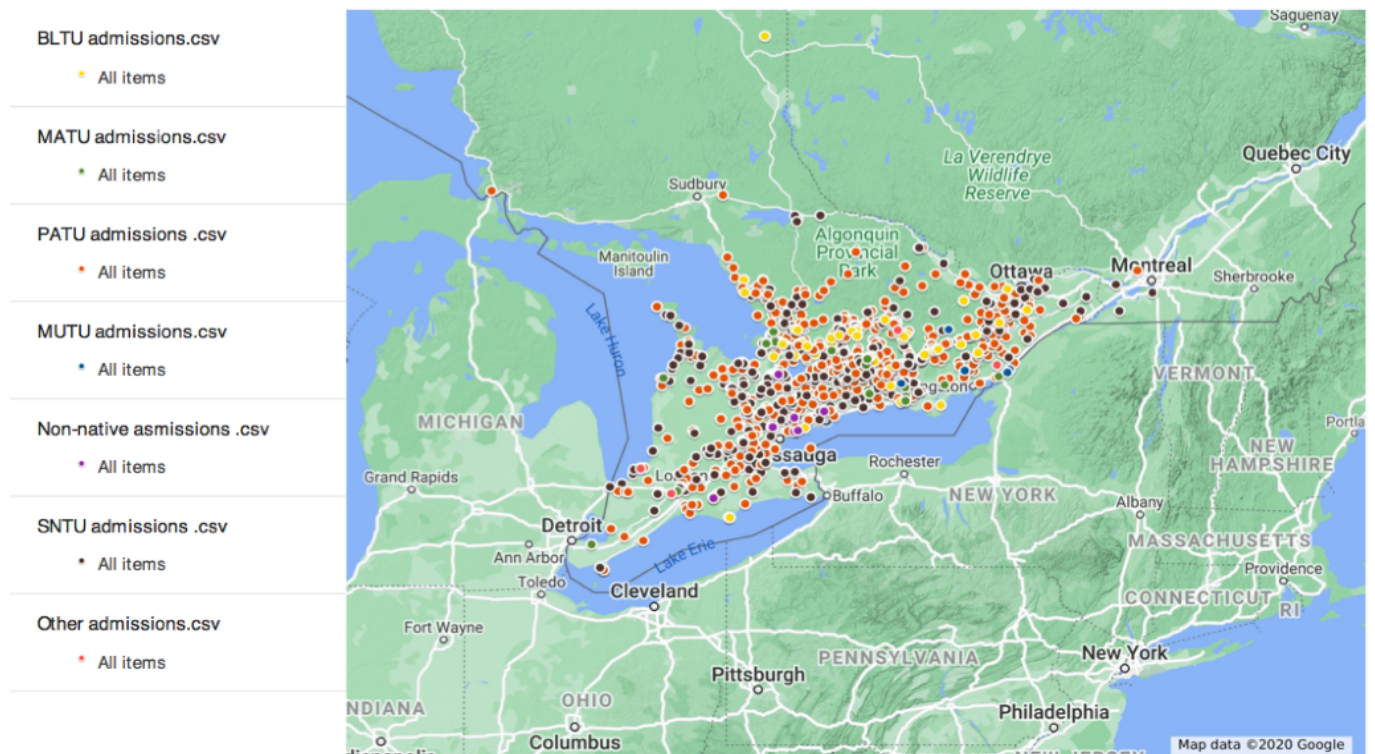 BLTU admissions.csv
All items
MATU admissions.csv
All items
PATU admissions .csv
All items
MUTU admissions.csv
All items
Non-native asmissions .csv
All items
SNTU admissions .csv
All items
Other admissions.csv
All items
Saguenay
Quebec City
La Verendrye
Wildlife
Reserve
Sudbury
Algonquin
Provincial
Park
Manitoulin
Island
Ottawa
Montreal
Sherbrooke
Lake Huron
VERMONT
MICHIGAN
NEW
HAMPSHIRE
Grand Rapids
Rochester
Buffalo
NEW YORK
Albany
Detroit
Ann Arbor
Lake Erie
MASSACHUSETTS
Toledo
Cleveland
Providence
CONNECTICUT
RI
Fort Wayne
PENNSYLVANIA
New York
Pittsburgh
OHIO
NDIANA
Philadelphia
Columbus
Map data ©2020 Google